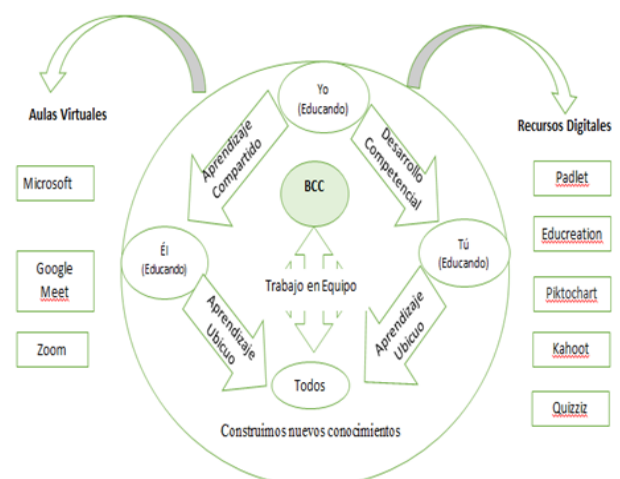 Yo
(Educando)
Aulas Virtuales
Recursos Digitales
Aprendizaje
Compartido
Desarrollo
Competencial
BCC
Microsoft
Google
Meet
Zoom
Padlet
Educreation
Piktochart
Kahoot
Quizziz
Él
(Educando)
Tú
(Educando)
Trabajo en Equipo
Aprendizaje
Ubicuo
Aprendizaje
Ubicuo
Todos
Construimos nuevos conocimientos